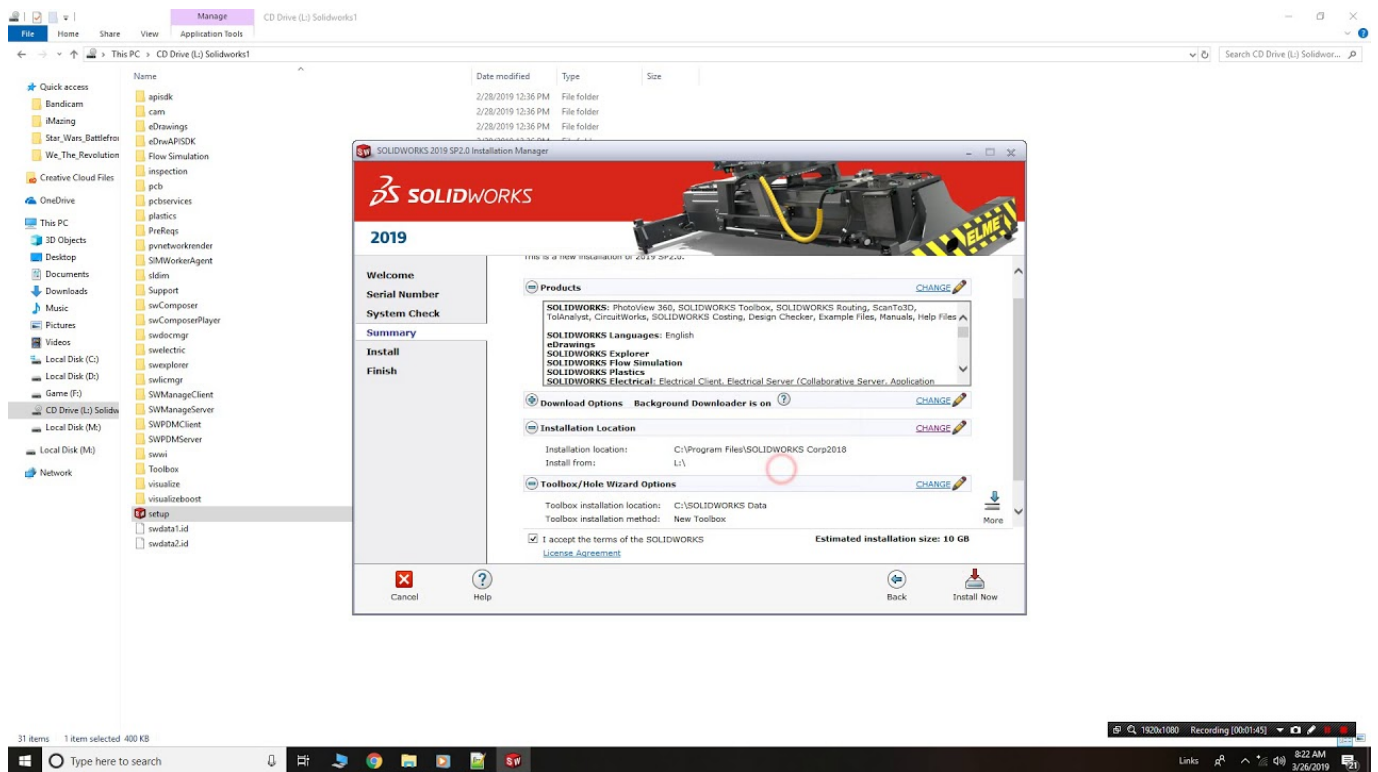 Manage
CD Drive (L:) Solidworks1
File Home Share View Application Tools
This PC > CD Drive (L:) Solidworks1
Search CD Drive (L:) Solidwor...
Name Date modified Type Size
Quick access
Bandicam
iMazing
Star_Wars_Battlefro
We_The_Revolution
Creative Cloud Files
OneDrive
This PC
3D Objects
Desktop
Documents
Downloads
Music
Pictures
Videos
Local Disk (C:)
Local Disk (D:)
Game (F:)
CD Drive (L:) Solidw
Local Disk (M:)
Local Disk (M:)
Network
apisdk 2/28/2019 12:36 PM File folder
cam 2/28/2019 12:36 PM File folder
eDrawings 2/28/2019 12:36 PM File folder
eDrwAPISDK
Flow Simulation
inspection
pcb
pcbservices
plastics
PreReqs
pvnetworkrender
SIMWorkerAgent
sldim
Support
swComposer
swComposerPlayer
swdocmgr
swelectric
swexplorer
swlicmgr
SWManageClient
SWManageServer
SWPDMClient
SWPDMServer
swwi
Toolbox
visualize
visualizeboost
setup
swdata1.id
swdata2.id
SW SOLIDWORKS 2019 SP2.0 Installation Manager
SOLIDWORKS
ELME
2019
Welcome
Serial Number
System Check
Summary
Install
Finish
This is a new installation of 2019 SP2.0.
Products CHANGE
SOLIDWORKS: PhotoView 360, SOLIDWORKS Toolbox, SOLIDWORKS Routing, ScanTo3D,
TolAnalyst, CircuitWorks, SOLIDWORKS Costing, Design Checker, Example Files, Manuals, Help Files
SOLIDWORKS Languages: English
eDrawings
SOLIDWORKS Explorer
SOLIDWORKS Flow Simulation
SOLIDWORKS Plastics
SOLIDWORKS Electrical: Electrical Client, Electrical Server (Collaborative Server, Application
Download Options Background Downloader is on ? CHANGE
Installation Location CHANGE
Installation location: C:\Program Files\SOLIDWORKS Corp2018
Install from: L:\
Toolbox/Hole Wizard Options CHANGE
Toolbox installation location: C:\SOLIDWORKS Data
Toolbox installation method: New Toolbox
More
I accept the terms of the SOLIDWORKS Estimated installation size: 10 GB
License Agreement
Cancel Help Back Install Now
31 items 1 item selected 400 KB
1920x1080 Recording [00:01:45]
Type here to search
SW
Links
8:22 AM
3/26/2019
21